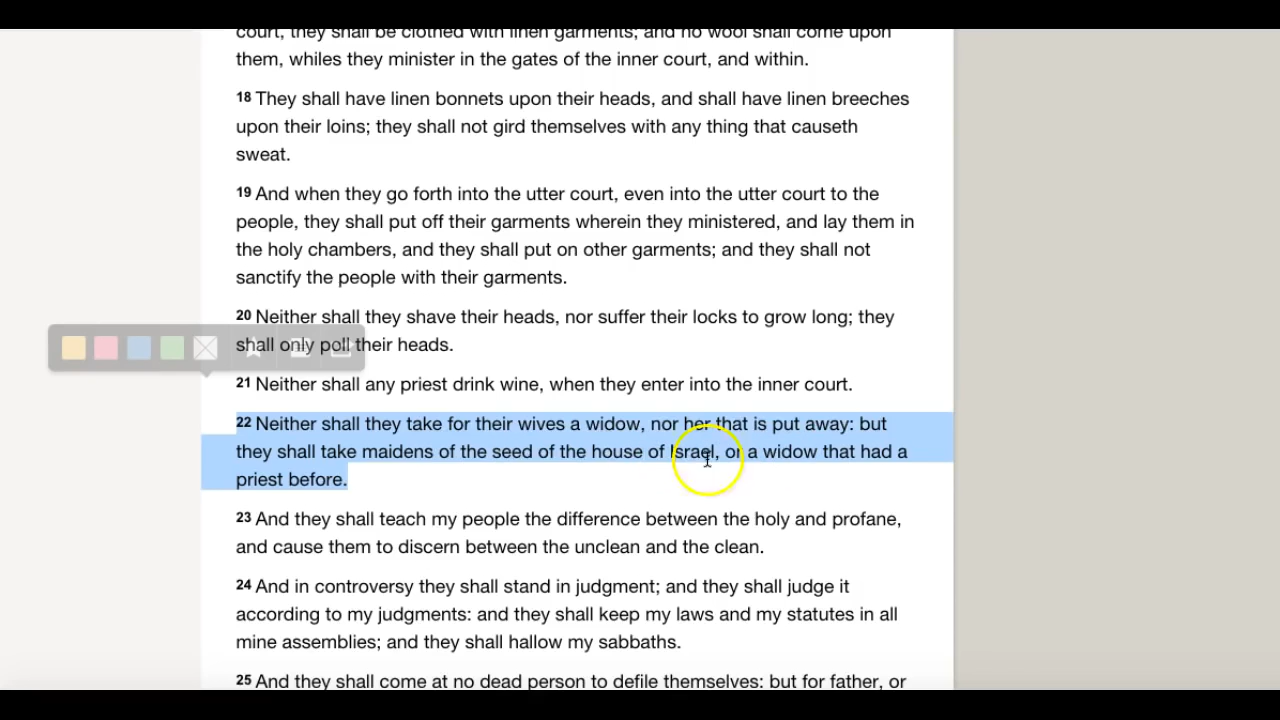 court, they shall be clothed with linen garments; and no wool shall come upon
them, whiles they minister in the gates of the inner court, and within.
18 They shall have linen bonnets upon their heads, and shall have linen breeches
upon their loins; they shall not gird themselves with any thing that causeth
sweat.
19 And when they go forth into the utter court, even into the utter court to the
people, they shall put off their garments wherein they ministered, and lay them in
the holy chambers, and they shall put on other garments; and they shall not
sanctify the people with their garments.
20 Neither shall they shave their heads, nor suffer their locks to grow long; they
shall only poll their heads.
21 Neither shall any priest drink wine, when they enter into the inner court.
22 Neither shall they take for their wives a widow, nor her that is put away: but
they shall take maidens of the seed of the house of Israel, or a widow that had a
priest before.
23 And they shall teach my people the difference between the holy and profane,
and cause them to discern between the unclean and the clean.
24 And in controversy they shall stand in judgment; and they shall judge it
according to my judgments: and they shall keep my laws and my statutes in all
mine assemblies; and they shall hallow my sabbaths.
25 And they shall come at no dead person to defile themselves: but for father, or